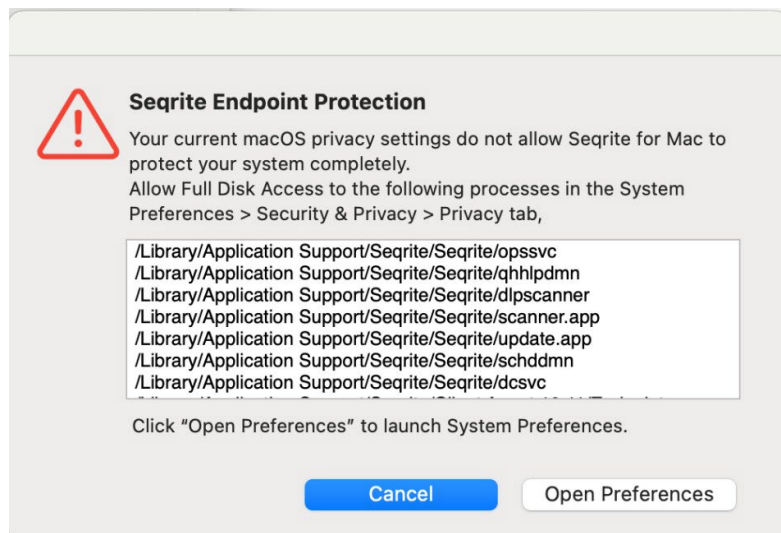 Seqrite Endpoint Protection
Your current macOS privacy settings do not allow Seqrite for Mac to
protect your system completely.
Allow Full Disk Access to the following processes in the System
Preferences > Security & Privacy > Privacy tab,
/Library/Application Support/Seqrite/Seqrite/opssvc
/Library/Application Support/Seqrite/Seqrite/qhhlpdmn
/Library/Application Support/Seqrite/Seqrite/dlpscanner
/Library/Application Support/Seqrite/Seqrite/scanner.app
/Library/Application Support/Seqrite/Seqrite/update.app
/Library/Application Support/Seqrite/Seqrite/schddmn
/Library/Application Support/Seqrite/Seqrite/dcsvc
Click “Open Preferences” to launch System Preferences.
Cancel
Open Preferences